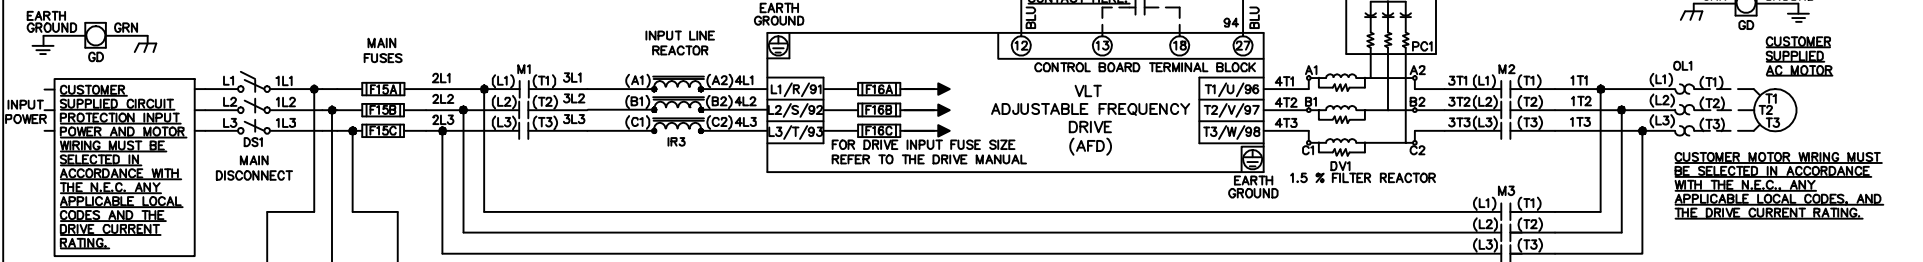 EARTH
GROUND
GRN
GD
INPUT
POWER
CUSTOMER
SUPPLIED CIRCUIT
PROTECTION INPUT
POWER AND MOTOR
WIRING MUST BE
SELECTED IN
ACCORDANCE WITH
THE N.E.C. ANY
APPLICABLE LOCAL
CODES AND THE
DRIVE CURRENT
RATING.
L1 1L1
L2 1L2
L3 1L3
DS1
MAIN
DISCONNECT
MAIN
FUSES
F15A
F15B
F15C
2L1
2L2
2L3
M1
(L1) (T1) 3L1
(L2) (T2) 3L2
(L3) (T3) 3L3
INPUT LINE
REACTOR
(A1) (A2) 4L1
(B1) (B2) 4L2
(C1) (C2) 4L3
IR3
EARTH
GROUND
L1/R/91
L2/S/92
L3/T/93
F16A
F16B
F16C
FOR DRIVE INPUT FUSE SIZE
REFER TO THE DRIVE MANUAL
CONTACT HERE.
BLU
94
BLU
12
13
18
27
CONTROL BOARD TERMINAL BLOCK
VLT
ADJUSTABLE FREQUENCY
DRIVE
(AFD)
T1/U/96
T2/V/97
T3/W/98
EARTH
GROUND
4T1
4T2
4T3
A1
B1
C1
A2
B2
C2
PC1
DV1
1.5 % FILTER REACTOR
M2
3T1 (L1) (T1) 1T1
3T2(L2) (T2) 1T2
3T3(L3) (T3) 1T3
M3
(L1) (T1)
(L2) (T2)
(L3) (T3)
GD
CUSTOMER
SUPPLIED
AC MOTOR
OL1
(L1) (T1)
(L2) (T2)
(L3) (T3)
T1
T2
T3
CUSTOMER MOTOR WIRING MUST
BE SELECTED IN ACCORDANCE
WITH THE N.E.C., ANY
APPLICABLE LOCAL CODES, AND
THE DRIVE CURRENT RATING.